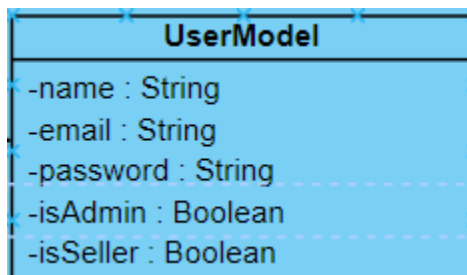 UserModel
-name : String
-email : String
-password : String
-isAdmin : Boolean
-isSeller : Boolean